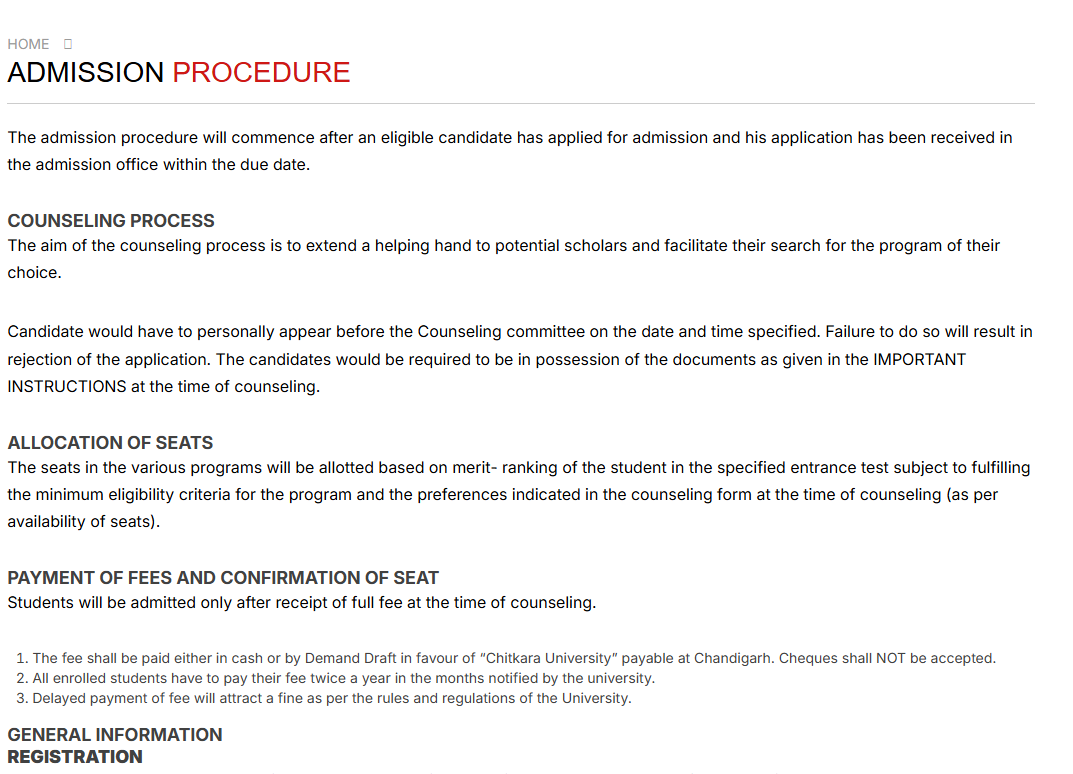 HOME
ADMISSION PROCEDURE
The admission procedure will commence after an eligible candidate has applied for admission and his application has been received in
the admission office within the due date.
COUNSELING PROCESS
The aim of the counseling process is to extend a helping hand to potential scholars and facilitate their search for the program of their
choice.
Candidate would have to personally appear before the Counseling committee on the date and time specified. Failure to do so will result in
rejection of the application. The candidates would be required to be in possession of the documents as given in the IMPORTANT
INSTRUCTIONS at the time of counseling.
ALLOCATION OF SEATS
The seats in the various programs will be allotted based on merit- ranking of the student in the specified entrance test subject to fulfilling
the minimum eligibility criteria for the program and the preferences indicated in the counseling form at the time of counseling (as per
availability of seats).
PAYMENT OF FEES AND CONFIRMATION OF SEAT
Students will be admitted only after receipt of full fee at the time of counseling.
1. The fee shall be paid either in cash or by Demand Draft in favour of “Chitkara University” payable at Chandigarh. Cheques shall NOT be accepted.
2. All enrolled students have to pay their fee twice a year in the months notified by the university.
3. Delayed payment of fee will attract a fine as per the rules and regulations of the University.
GENERAL INFORMATION
REGISTRATION